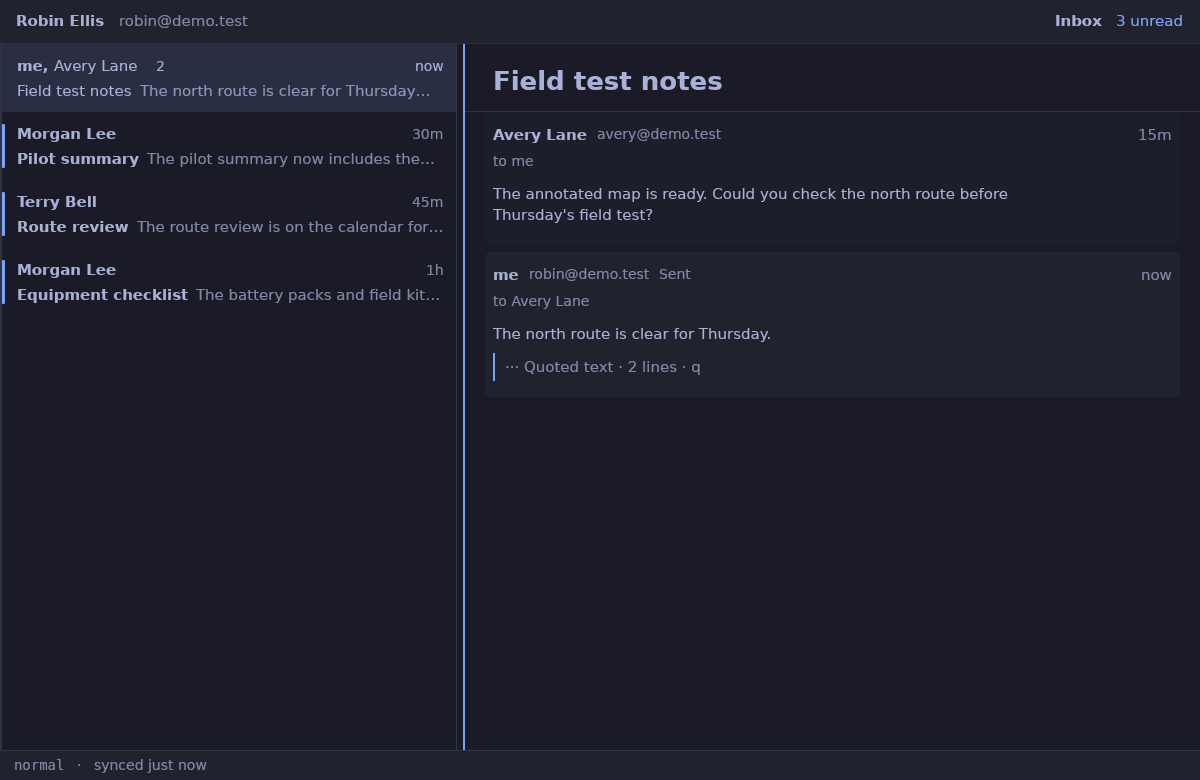 Robin Ellis robin@demo.test Inbox 3 unread
me, Avery Lane 2 now
Field test notes The north route is clear for Thursday…
Morgan Lee 30m
Pilot summary The pilot summary now includes the…
Terry Bell 45m
Route review The route review is on the calendar for…
Morgan Lee 1h
Equipment checklist The battery packs and field kit…
Field test notes
Avery Lane avery@demo.test 15m
to me
The annotated map is ready. Could you check the north route before
Thursday's field test?
me robin@demo.test Sent now
to Avery Lane
The north route is clear for Thursday.
··· Quoted text · 2 lines · q
normal · synced just now